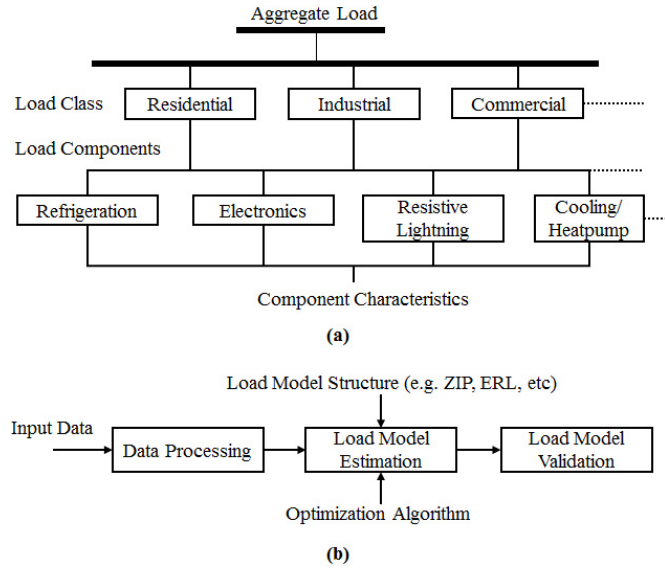 Aggregate Load
Load Class
Residential
Industrial
Commercial
Load Components
Refrigeration
Electronics
Resistive
Lightning
Cooling/
Heatpump
Component Characteristics
(a)
Load Model Structure (e.g. ZIP, ERL, etc)
Input Data
Data Processing
Load Model
Estimation
Load Model
Validation
Optimization Algorithm
(b)